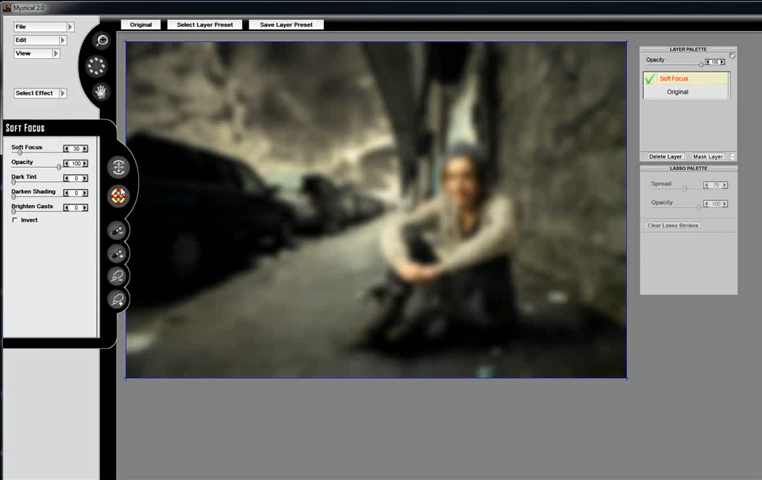 Mystical 2.0
File
Edit
View
Select Effect
Original
Select Layer Preset
Save Layer Preset
SOFT FOCUS
Soft Focus 30
Opacity 100
Dark Tint 0
Darken Shading 0
Brighten Casts 0
Invert
LAYER PALETTE
Opacity 100
Soft Focus
Original
Delete Layer Mask Layer
LASSO PALETTE
Spread 70
Opacity 100
Clear Lasso Strokes